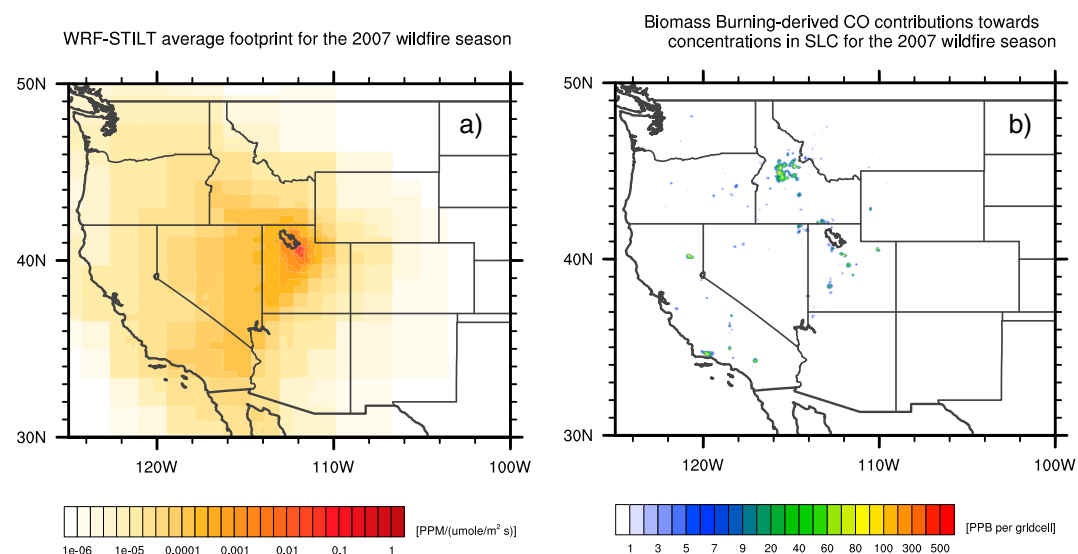 WRF-STILT average footprint for the 2007 wildfire season
50N
40N
30N
120W 110W 100W
a)
1e-06 1e-05 0.0001 0.001 0.01 0.1 1
[PPM/(umole/m² s)]
Biomass Burning-derived CO contributions towards
concentrations in SLC for the 2007 wildfire season
50N
40N
30N
120W 110W 100W
b)
1 3 5 7 9 20 40 60 80 100 300 500
[PPB per gridcell]